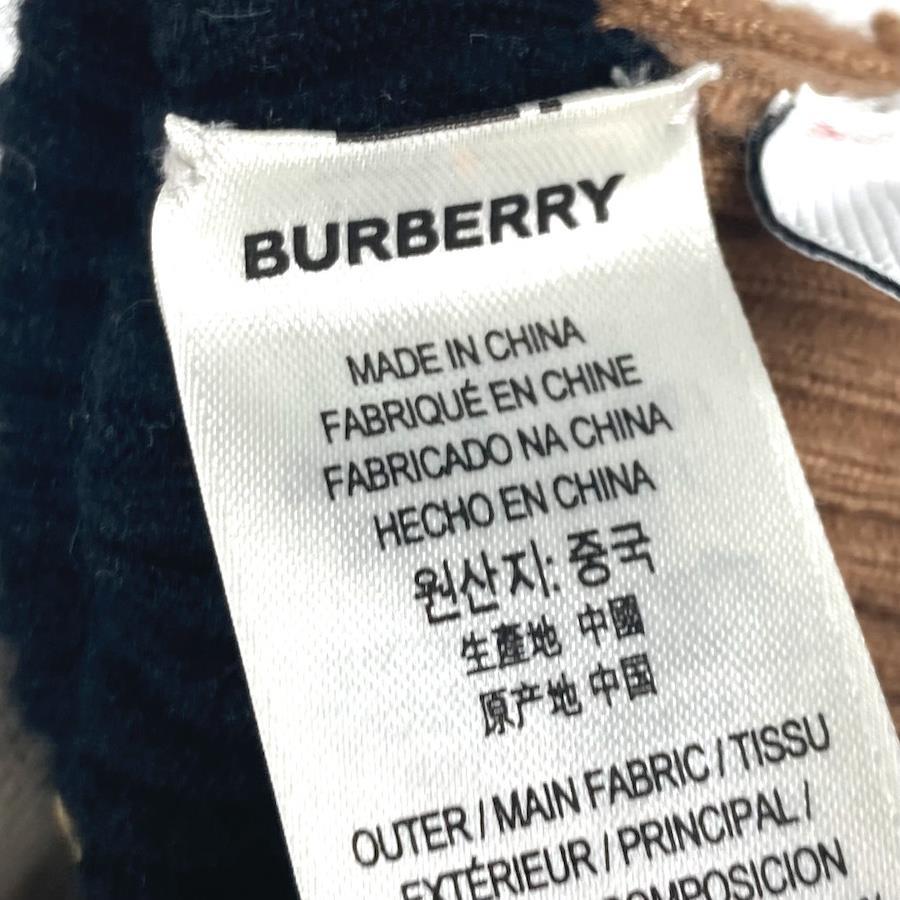 BURBERRY
MADE IN CHINA
FABRIQUÉ EN CHINE
FABRICADO NA CHINA
HECHO EN CHINA
원산지: 중국
生產地 中國
原产地 中国
OUTER / MAIN FABRIC / TISSU
EXTÉRIEUR / PRINCIPAL /
COMPOSICION